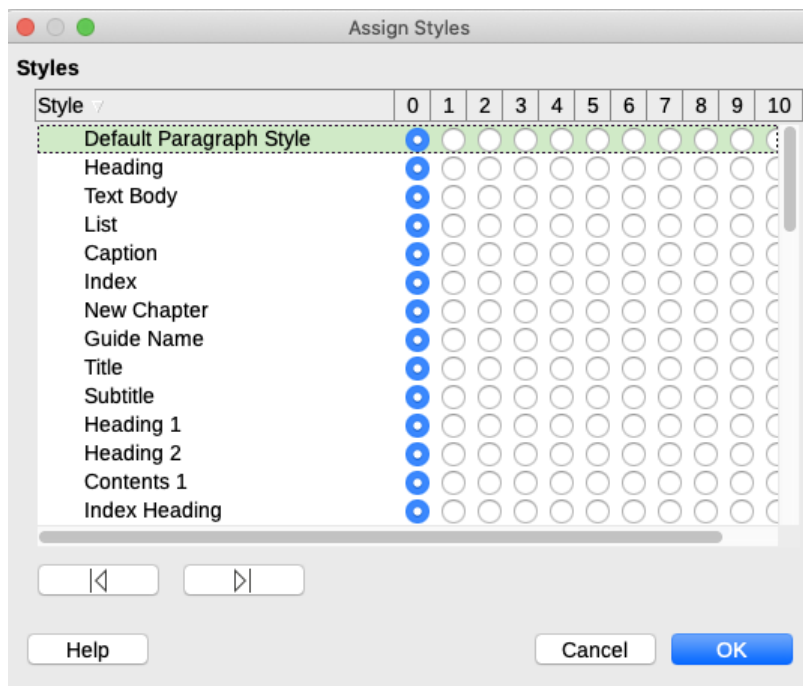 Assign Styles
Styles
Style 0 1 2 3 4 5 6 7 8 9 10
Default Paragraph Style
Heading
Text Body
List
Caption
Index
New Chapter
Guide Name
Title
Subtitle
Heading 1
Heading 2
Contents 1
Index Heading
Help Cancel OK